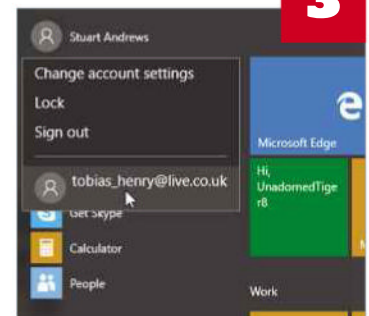 3
Stuart Andrews
Change account settings
Lock
Sign out
tobias_henry@live.co.uk
Get Skype
Calculator
People
Microsoft Edge
Hi,
UnadornedTige
r8
Work